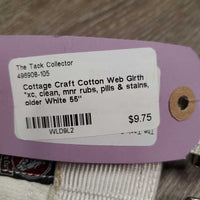 The Tack Collector
496908-105
Cottage Craft Cotton Web Girth
*xc, clean, mnr rubs, pills & stains,
older White 55"
$9.75
WLD9L2